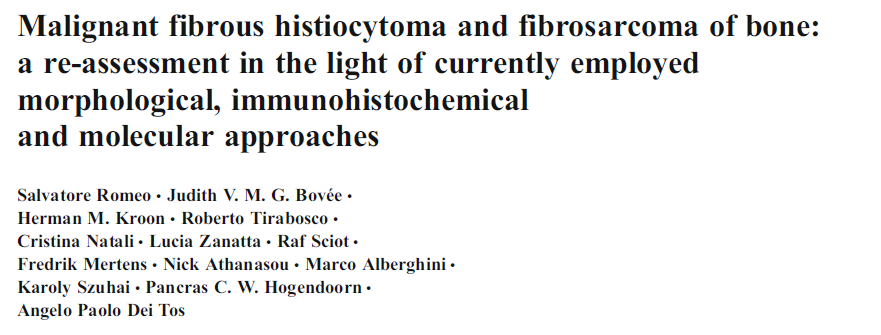 Malignant fibrous histiocytoma and fibrosarcoma of bone:
a re-assessment in the light of currently employed
morphological, immunohistochemical
and molecular approaches
Salvatore Romeo • Judith V. M. G. Bovée •
Herman M. Kroon • Roberto Tirabosco •
Cristina Natali • Lucia Zanatta • Raf Sciot •
Fredrik Mertens • Nick Athanasou • Marco Alberghini •
Karoly Szuhai • Pancras C. W. Hogendoorn •
Angelo Paolo Dei Tos